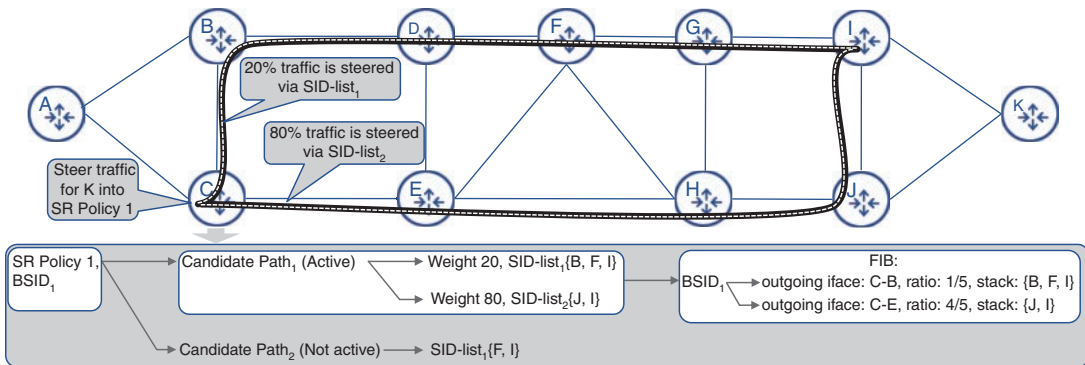 B
D
F
G
I
20% traffic is steered
via SID-list₁
A
K
80% traffic is steered
via SID-list₂
Steer traffic
for K into
SR Policy 1
C
E
H
J
SR Policy 1,
BSID₁
Candidate Path₁ (Active)
Weight 20, SID-list₁{B, F, I}
Weight 80, SID-list₂{J, I}
FIB:
BSID₁
outgoing iface: C-B, ratio: 1/5, stack: {B, F, I}
outgoing iface: C-E, ratio: 4/5, stack: {J, I}
Candidate Path₂ (Not active)
SID-list₁{F, I}